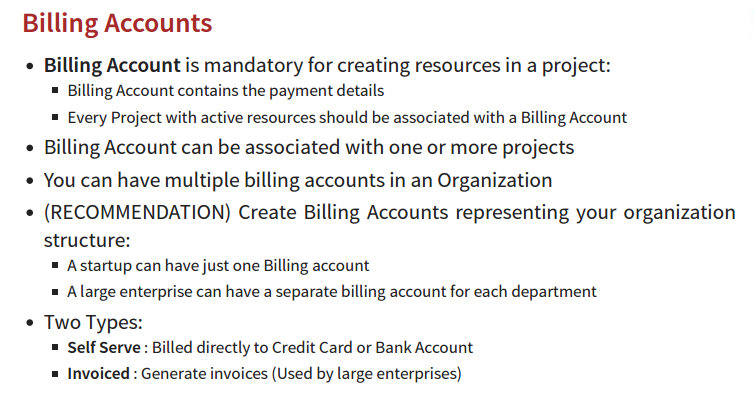 Billing Accounts
• Billing Account is mandatory for creating resources in a project:
▪ Billing Account contains the payment details
▪ Every Project with active resources should be associated with a Billing Account
• Billing Account can be associated with one or more projects
• You can have multiple billing accounts in an Organization
• (RECOMMENDATION) Create Billing Accounts representing your organization
structure:
▪ A startup can have just one Billing account
▪ A large enterprise can have a separate billing account for each department
• Two Types:
▪ Self Serve : Billed directly to Credit Card or Bank Account
▪ Invoiced : Generate invoices (Used by large enterprises)